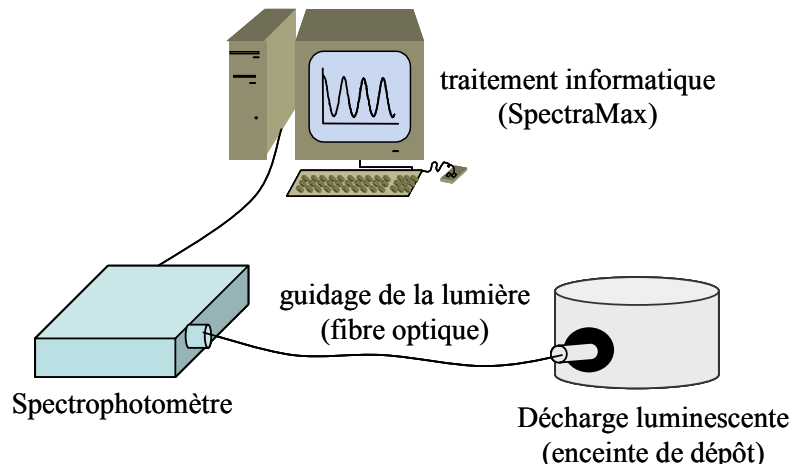 traitement informatique
(SpectraMax)
guidage de la lumière
(fibre optique)
Spectrophotomètre
Décharge luminescente
(enceinte de dépôt)